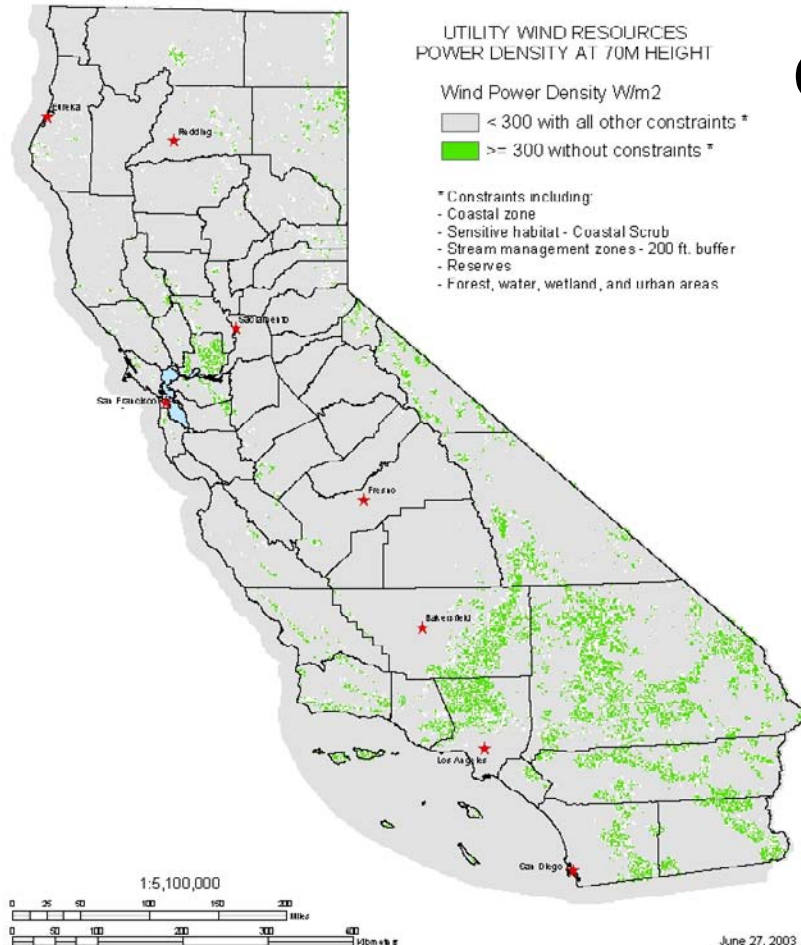 UTILITY WIND RESOURCES
POWER DENSITY AT 70M HEIGHT
Wind Power Density W/m2
< 300 with all other constraints *
>= 300 without constraints *
* Constraints including:
- Coastal zone
- Sensitive habitat - Coastal Scrub
- Stream management zones - 200 ft. buffer
- Reserves
- Forest, water, wetland, and urban areas
Eureka
Redding
Sacramento
San Francisco
Fresno
Bakersfield
Los Angeles
San Diego
1:5,100,000
0 25 50 100 150 200
Miles
0 50 100 200 300 400
Kilometers
June 27, 2003